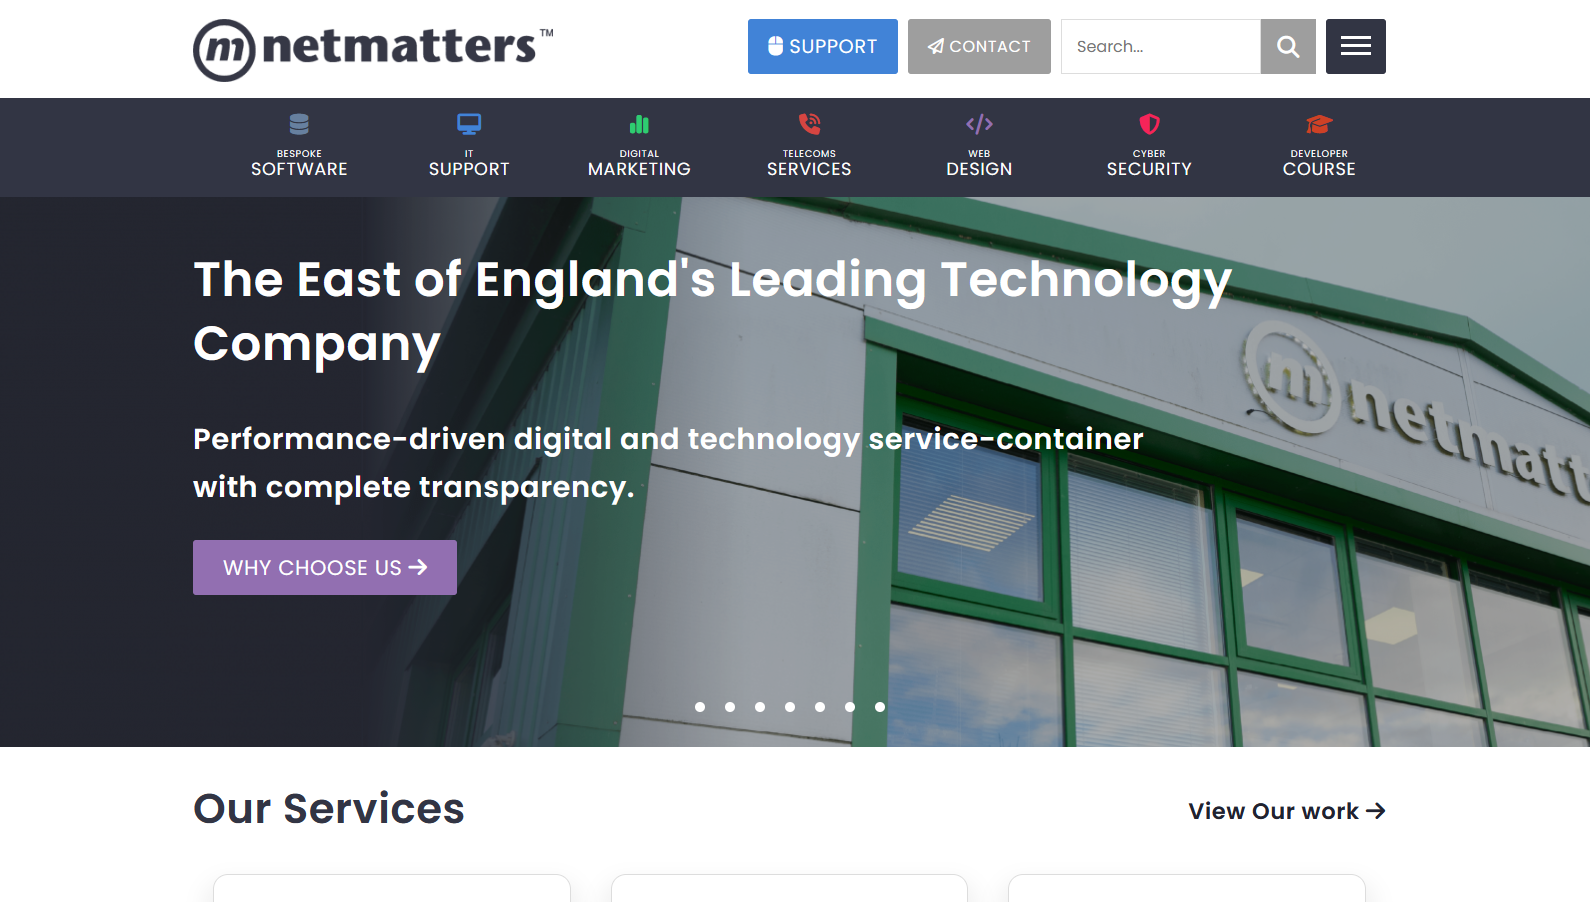 m netmatters™
SUPPORT
CONTACT
Search...
BESPOKE
SOFTWARE
IT
SUPPORT
DIGITAL
MARKETING
TELECOMS
SERVICES
WEB
DESIGN
CYBER
SECURITY
DEVELOPER
COURSE
The East of England's Leading Technology
Company
m netmatt
Performance-driven digital and technology service-container
with complete transparency.
WHY CHOOSE US
Our Services
View Our work